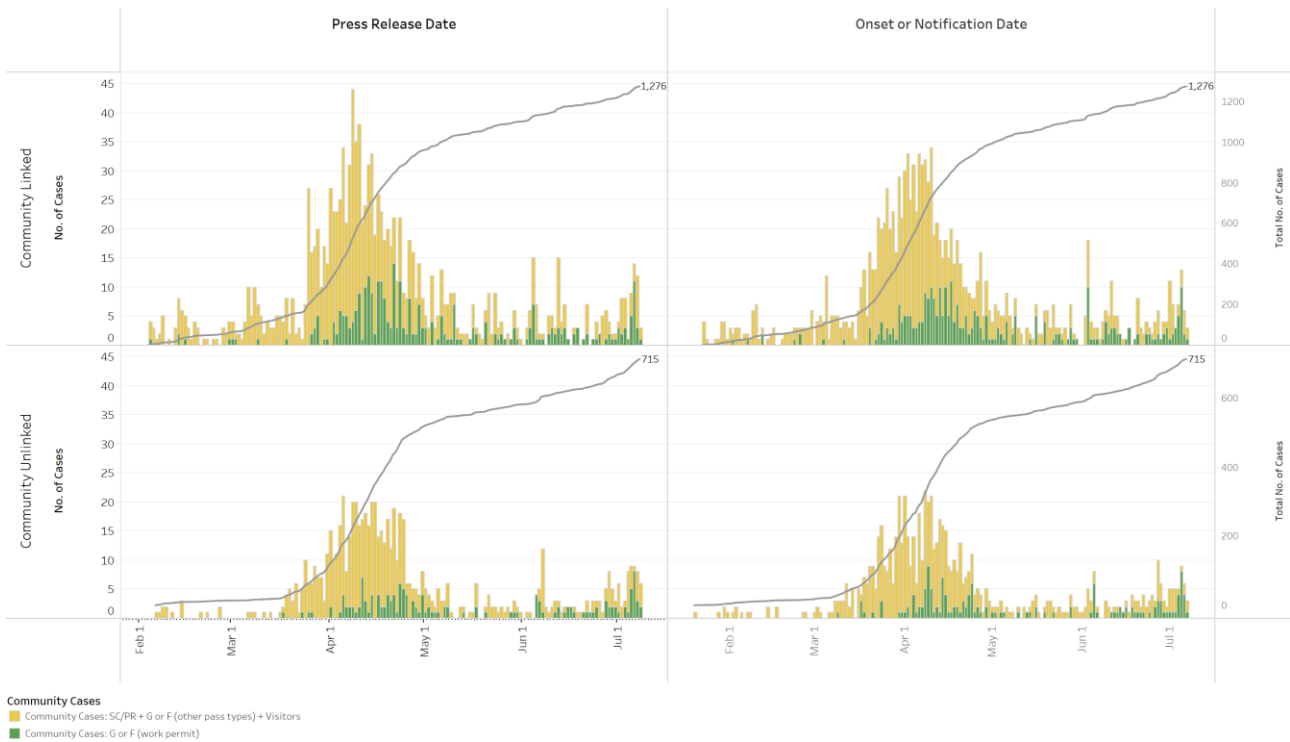 Press Release Date
Onset or Notification Date
Community Linked
No. of Cases
45
40
35
30
25
20
15
10
5
0
1,276
1,276
1200
1000
800
600
400
200
0
Total No. of Cases
Community Unlinked
No. of Cases
45
40
35
30
25
20
15
10
5
0
715
715
600
400
200
0
Total No. of Cases
Feb 1
Mar 1
Apr 1
May 1
Jun 1
Jul 1
Feb 1
Mar 1
Apr 1
May 1
Jun 1
Jul 1
Community Cases
Community Cases: SC/PR + G or F (other pass types) + Visitors
Community Cases: G or F (work permit)